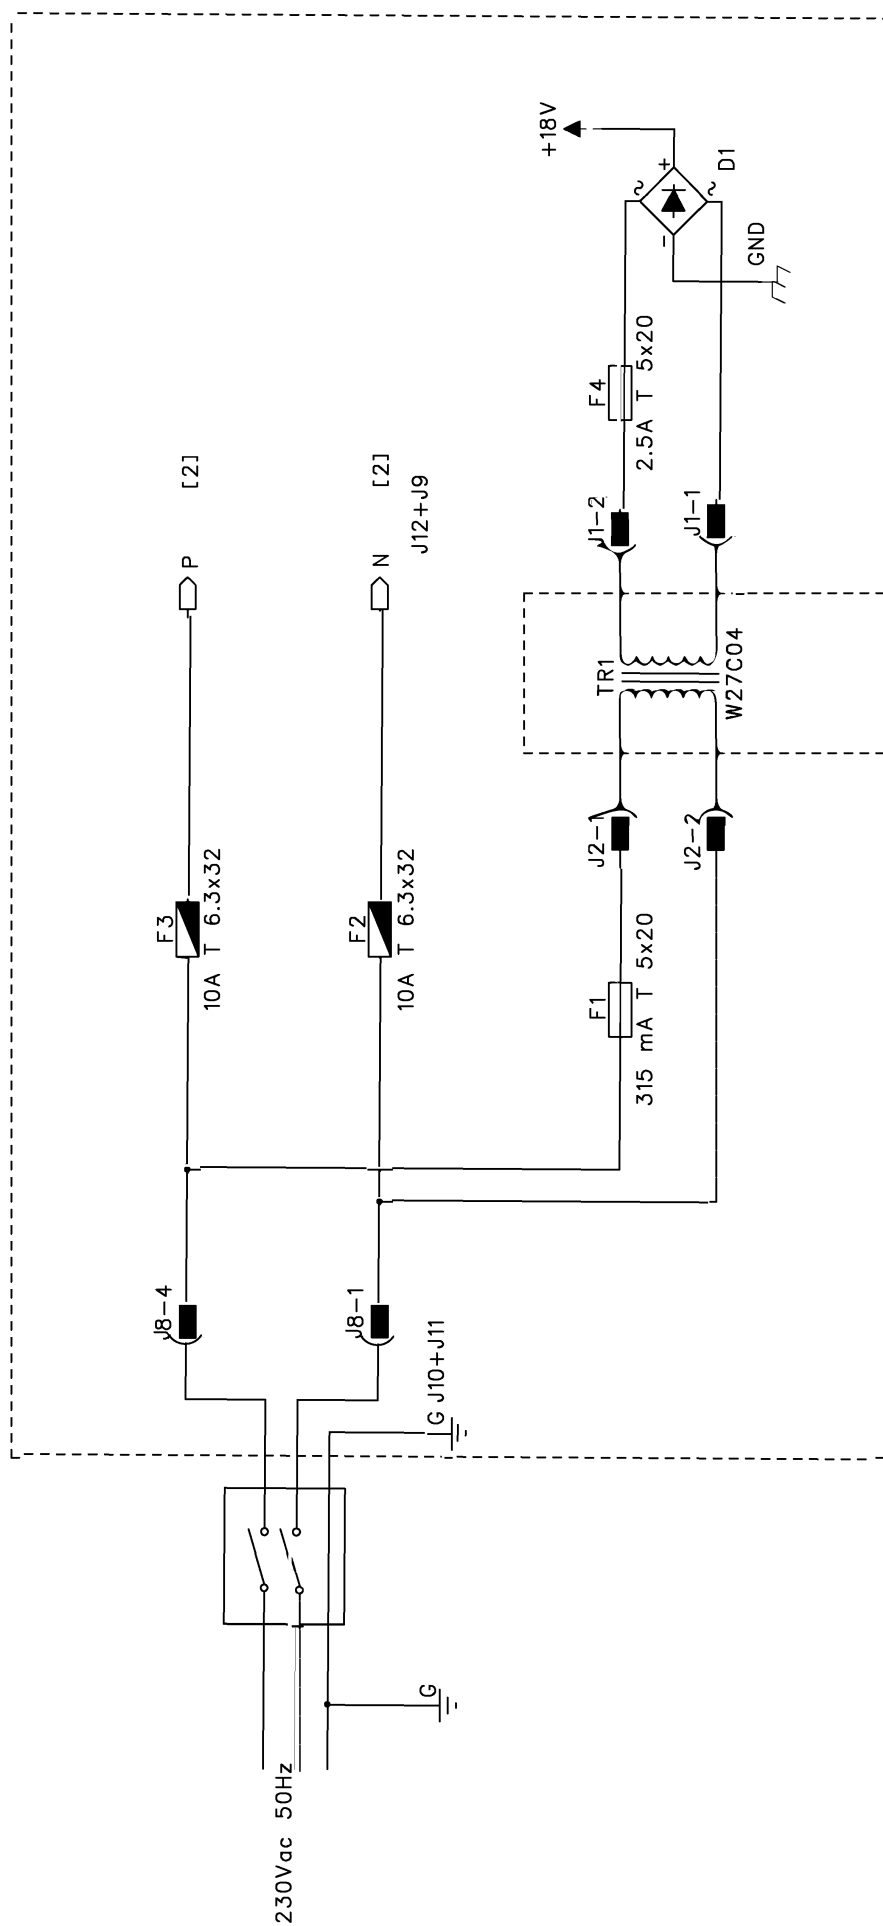 230Vac 50Hz
G
G J10+J11
J8-4
J8-1
F3
10A T 6.3x32
F2
10A T 6.3x32
P [2]
N [2]
J12+J9
F1
315 mA T 5x20
J2-1
J2-2
TR1
W27C04
J1-2
J1-1
F4
2.5A T 5x20
+18V
+
-
~
~
D1
GND